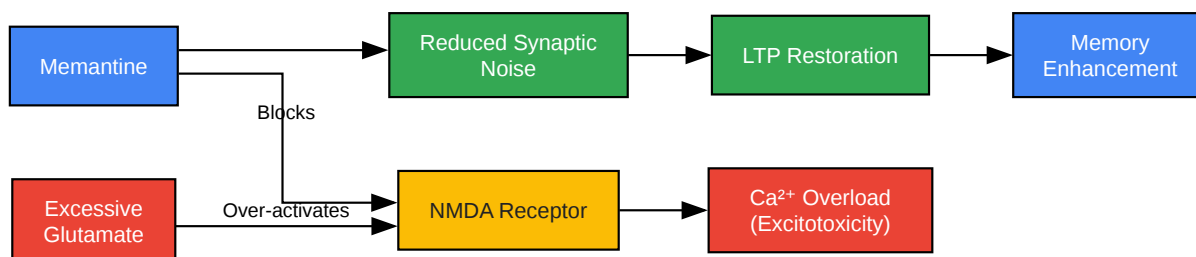 Memantine
Reduced Synaptic
Noise
LTP Restoration
Memory
Enhancement
Blocks
Excessive
Glutamate
Over-activates
NMDA Receptor
Ca²⁺ Overload
(Excitotoxicity)